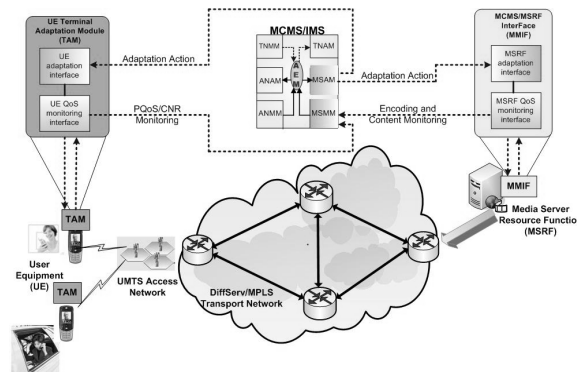 UE Terminal
Adaptation Module
(TAM)
UE
adaptation
interface
UE QoS
monitoring
interface
Adaptation Action
PQoS/CNR
Monitoring
MCMS/IMS
TNMM
TNAM
ANAM
AEM
MSAM
ANMM
MSMM
Adaptation Action
Encoding and
Content Monitoring
MCMS/MSRF
InterFace
(MMIF)
MSRF
adaptation
interface
MSRF QoS
monitoring
interface
MMIF
Media Server
Resource Functio
(MSRF)
TAM
User
Equipment
(UE)
TAM
UMTS Access
Network
DiffServ/MPLS
Transport Network